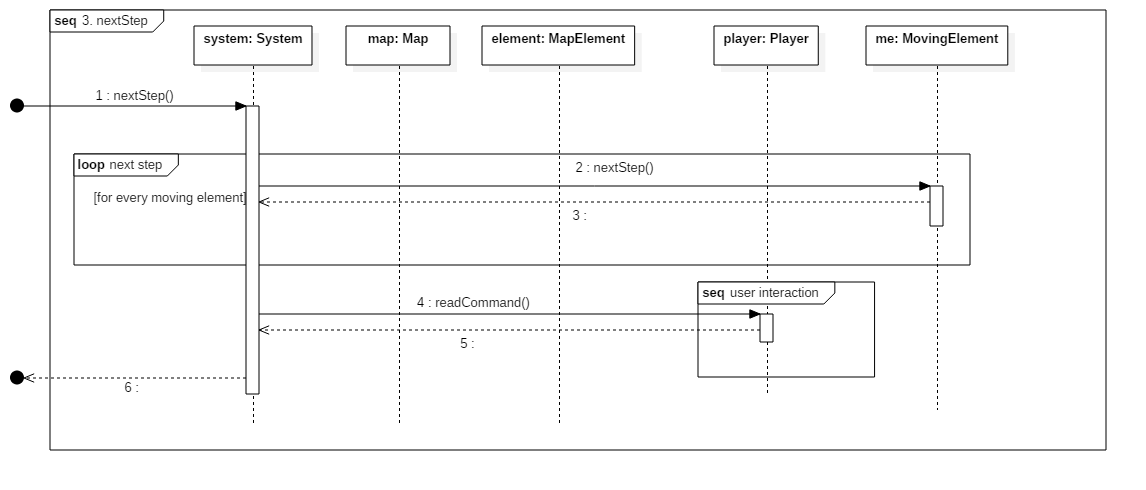 seq 3. nextStep
system: System
map: Map
element: MapElement
player: Player
me: MovingElement
1 : nextStep()
loop next step
2 : nextStep()
[for every moving element]
3 :
seq user interaction
4 : readCommand()
5 :
6 :